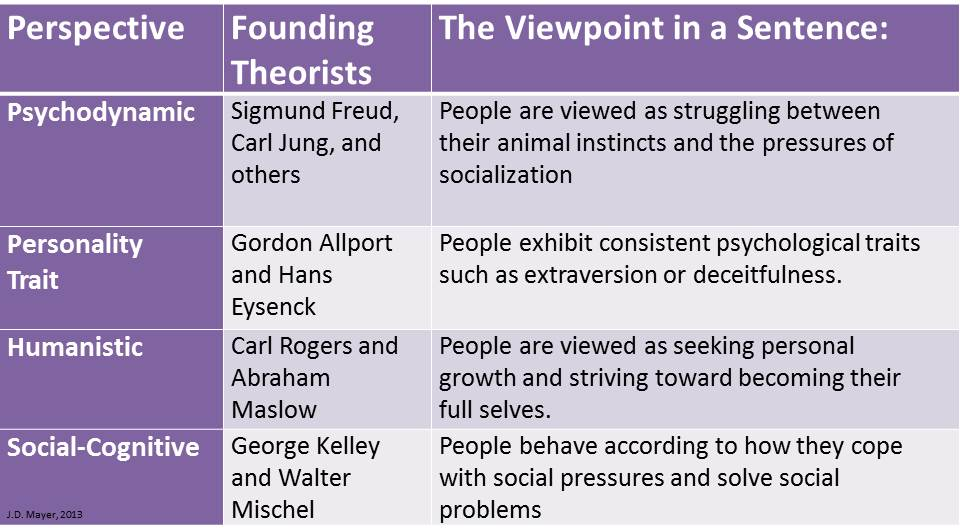 Perspective
Founding
Theorists
The Viewpoint in a Sentence:
Psychodynamic
Sigmund Freud,
Carl Jung, and
others
People are viewed as struggling between
their animal instincts and the pressures of
socialization
Personality
Trait
Gordon Allport
and Hans
Eysenck
People exhibit consistent psychological traits
such as extraversion or deceitfulness.
Humanistic
Carl Rogers and
Abraham
Maslow
People are viewed as seeking personal
growth and striving toward becoming their
full selves.
Social-Cognitive
George Kelley
and Walter
Mischel
People behave according to how they cope
with social pressures and solve social
problems
J.D. Mayer, 2013